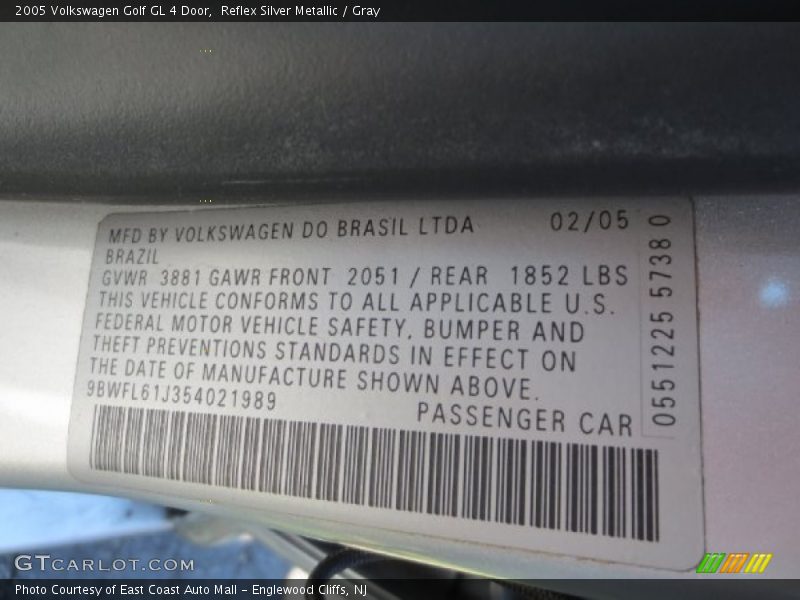 2005 Volkswagen Golf GL 4 Door,  Reflex Silver Metallic / Gray
MFD BY VOLKSWAGEN DO BRASIL LTDA 02/05
BRAZIL
GVWR 3881 GAWR FRONT 2051 / REAR 1852 LBS
THIS VEHICLE CONFORMS TO ALL APPLICABLE U.S.
FEDERAL MOTOR VEHICLE SAFETY, BUMPER AND
THEFT PREVENTIONS STANDARDS IN EFFECT ON
THE DATE OF MANUFACTURE SHOWN ABOVE.
9BWFL61J354021989
PASSENGER CAR
0551225 5738 0
GTCARLOT.COM
Photo Courtesy of East Coast Auto Mall - Englewood Cliffs, NJ